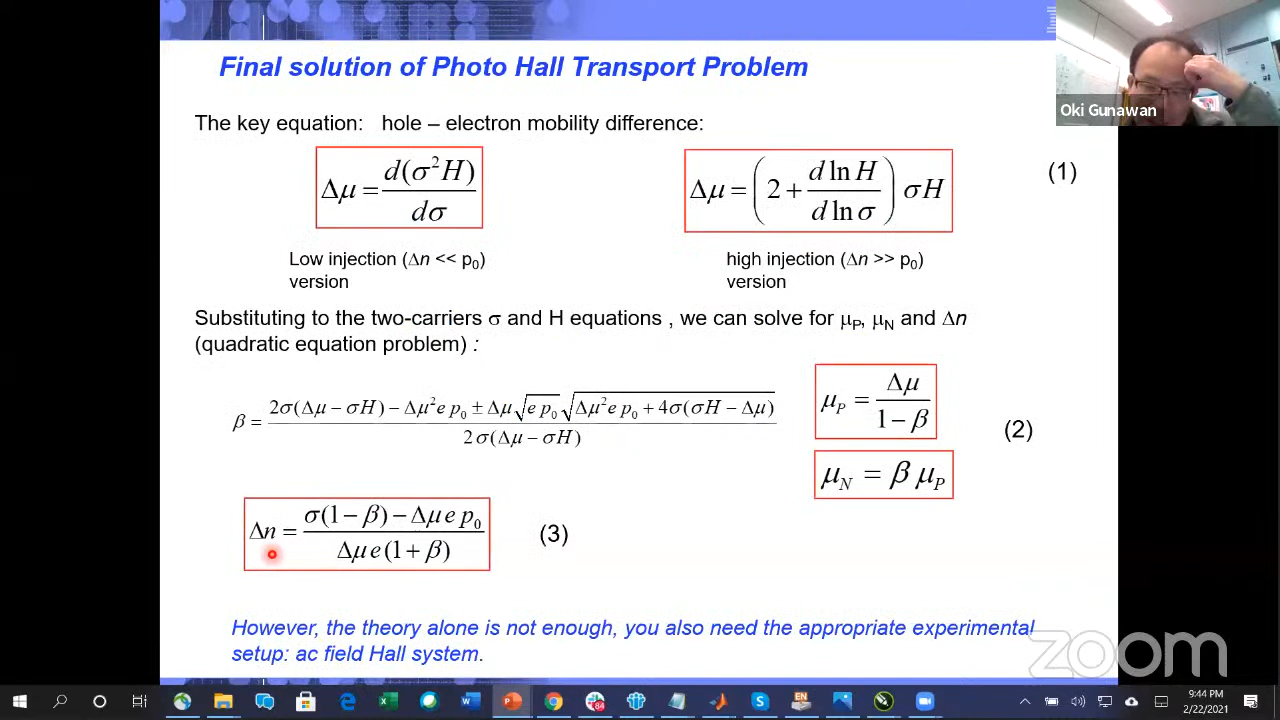 Final solution of Photo Hall Transport Problem
Oki Gunawan
The key equation: hole – electron mobility difference:
Δμ = d(σ²H) / dσ
Δμ = (2 + d ln H / d ln σ) σH
(1)
Low injection (Δn << p₀)
version
high injection (Δn >> p₀)
version
Substituting to the two-carriers σ and H equations , we can solve for μP, μN and Δn
(quadratic equation problem) :
β = 2σ(Δμ − σH) − Δμ²e p₀ ± Δμ√(e p₀)√(Δμ²e p₀ + 4σ(σH − Δμ)) / 2σ(Δμ − σH)
μP = Δμ / 1 − β
(2)
μN = β μP
Δn = σ(1 − β) − Δμ e p₀ / Δμ e(1 + β)
(3)
However, the theory alone is not enough, you also need the appropriate experimental
setup: ac field Hall system.
zoom
84
EN
9:44 PM
2/22/2021